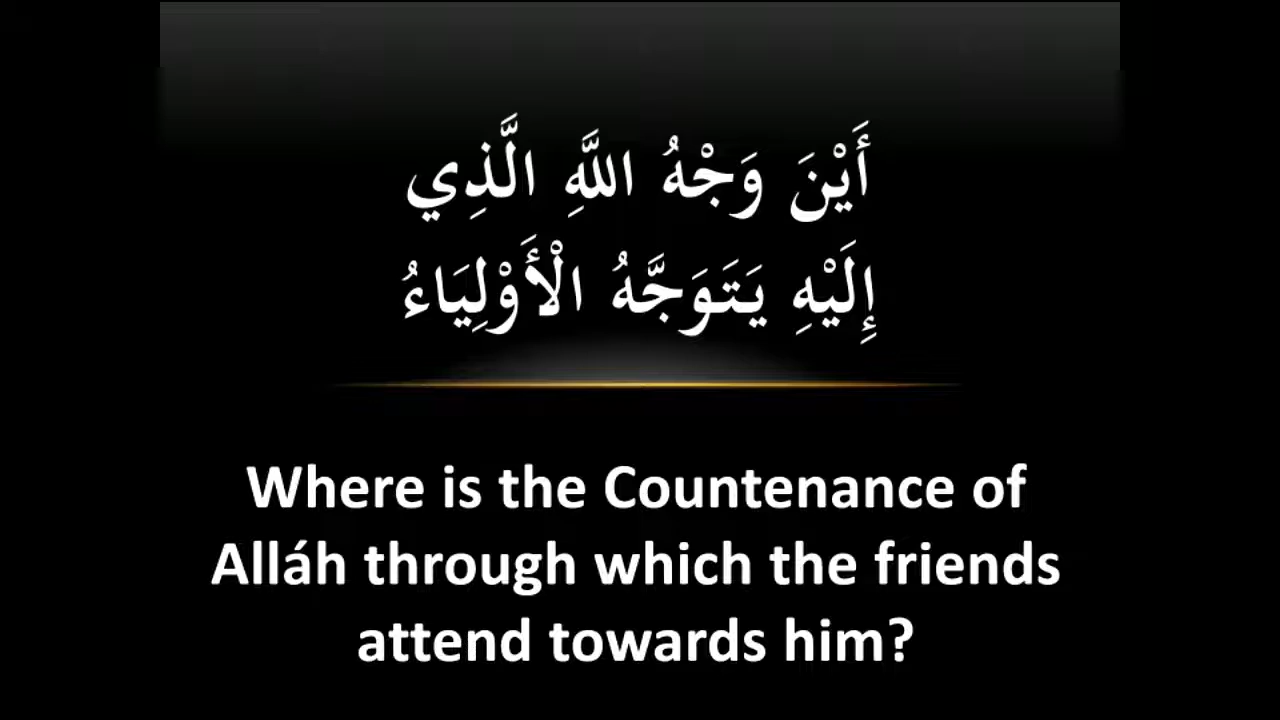 أَيْنَ وَجْهُ اللَّهِ الَّذِي
إِلَيْهِ يَتَوَجَّهُ الْأَوْلِيَاءُ
Where is the Countenance of
Alláh through which the friends
attend towards him?